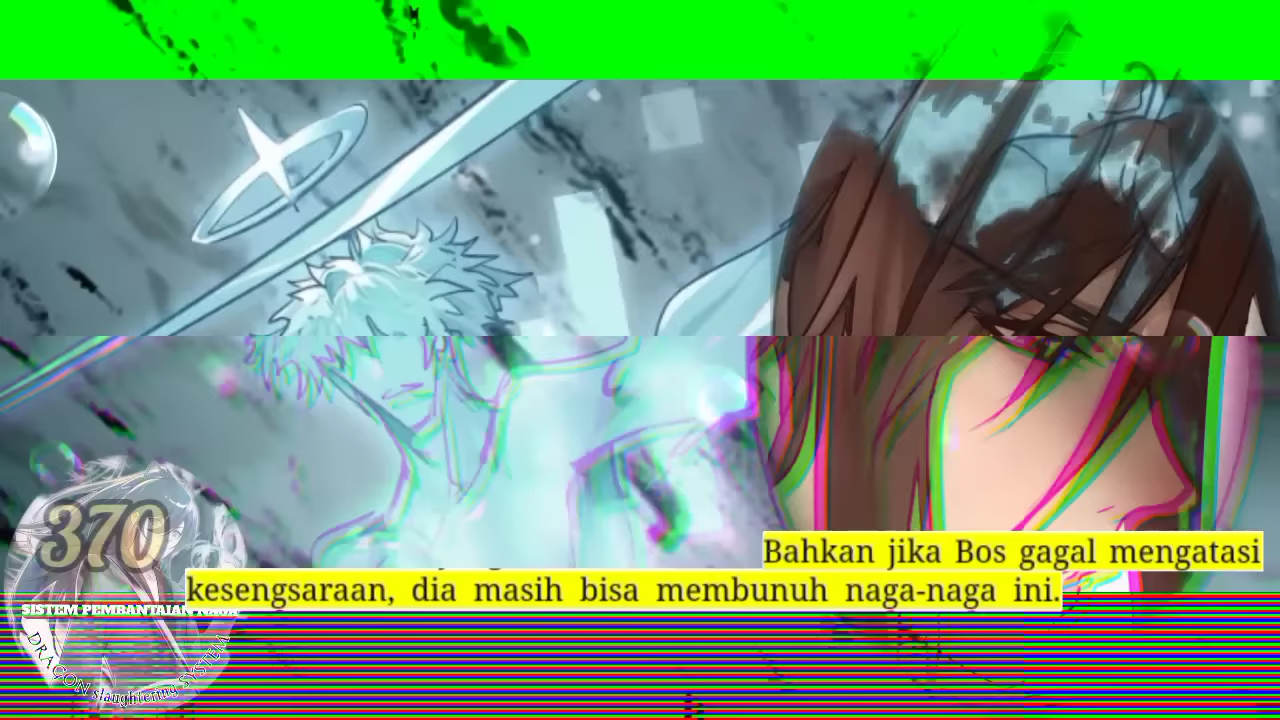 370
SISTEM PEMBANTAIAN NAGA
DRAGON slaughtering SYSTEM
Bahkan jika Bos gagal mengatasi
kesengsaraan, dia masih bisa membunuh naga-naga ini.